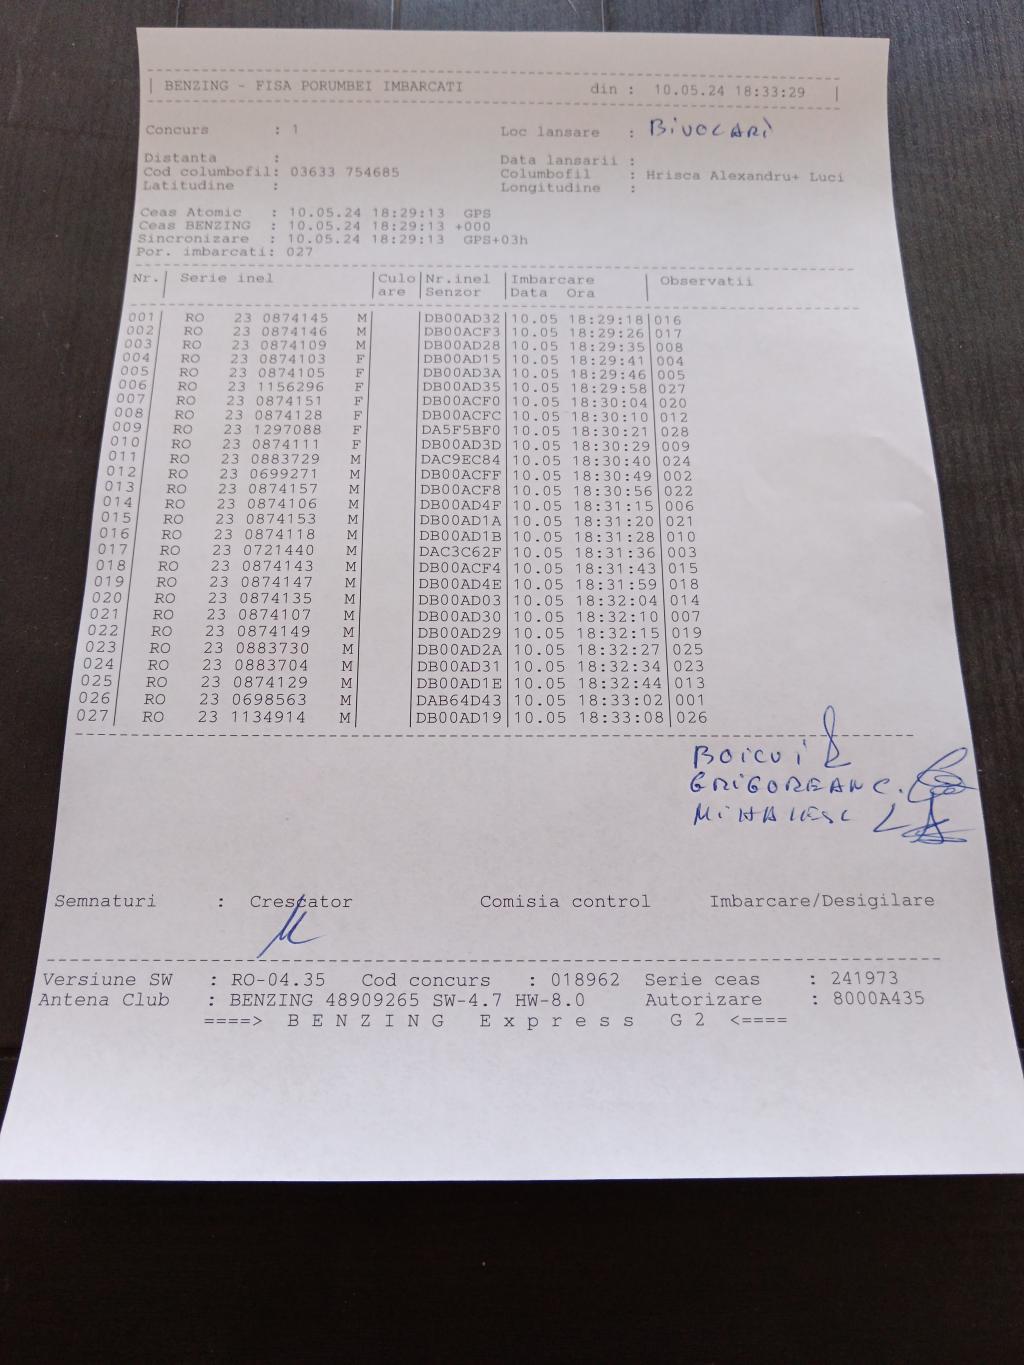 BENZING - FISA PORUMBEI IMBARCATI din : 10.05.24 18:33:29
Concurs : 1 Loc lansare : BIVOLARI
Distanta : Data lansarii :
Cod columbofil: 03633 754685 Columbofil : Hrisca Alexandru+ Luci
Latitudine : Longitudine :
Ceas Atomic : 10.05.24 18:29:13 GPS
Ceas BENZING : 10.05.24 18:29:13 +000
Sincronizare : 10.05.24 18:29:13 GPS+03h
Por. imbarcati: 027
Nr.| Serie inel |Culo|Nr.inel |Imbarcare | Observatii
|are |Senzor |Data Ora |
001 RO 23 0874145 M DB00AD32 10.05 18:29:18 016
002 RO 23 0874146 M DB00ACF3 10.05 18:29:26 017
003 RO 23 0874109 M DB00AD28 10.05 18:29:35 008
004 RO 23 0874103 F DB00AD15 10.05 18:29:41 004
005 RO 23 0874105 F DB00AD3A 10.05 18:29:46 005
006 RO 23 1156296 F DB00AD35 10.05 18:29:58 027
007 RO 23 0874151 F DB00ACF0 10.05 18:30:04 020
008 RO 23 0874128 F DB00ACFC 10.05 18:30:10 012
009 RO 23 1297088 F DA5F5BF0 10.05 18:30:21 028
010 RO 23 0874111 F DB00AD3D 10.05 18:30:29 009
011 RO 23 0883729 M DAC9EC84 10.05 18:30:40 024
012 RO 23 0699271 M DB00ACFF 10.05 18:30:49 002
013 RO 23 0874157 M DB00ACF8 10.05 18:30:56 022
014 RO 23 0874106 M DB00AD4F 10.05 18:31:15 006
015 RO 23 0874153 M DB00AD1A 10.05 18:31:20 021
016 RO 23 0874118 M DB00AD1B 10.05 18:31:28 010
017 RO 23 0721440 M DAC3C62F 10.05 18:31:36 003
018 RO 23 0874143 M DB00ACF4 10.05 18:31:43 015
019 RO 23 0874147 M DB00AD4E 10.05 18:31:59 018
020 RO 23 0874135 M DB00AD03 10.05 18:32:04 014
021 RO 23 0874107 M DB00AD30 10.05 18:32:10 007
022 RO 23 0874149 M DB00AD29 10.05 18:32:15 019
023 RO 23 0883730 M DB00AD2A 10.05 18:32:27 025
024 RO 23 0883704 M DB00AD31 10.05 18:32:34 023
025 RO 23 0874129 M DB00AD1E 10.05 18:32:44 013
026 RO 23 0698563 M DAB64D43 10.05 18:33:02 001
027 RO 23 1134914 M DB00AD19 10.05 18:33:08 026
BOICUI
GRIGOREAN C.
Semnaturi : Crescator Comisia control Imbarcare/Desigilare
Versiune SW : RO-04.35 Cod concurs : 018962 Serie ceas : 241973
Antena Club : BENZING 48909265 SW-4.7 HW-8.0 Autorizare : 8000A435
====> B E N Z I N G E x p r e s s G 2 <====